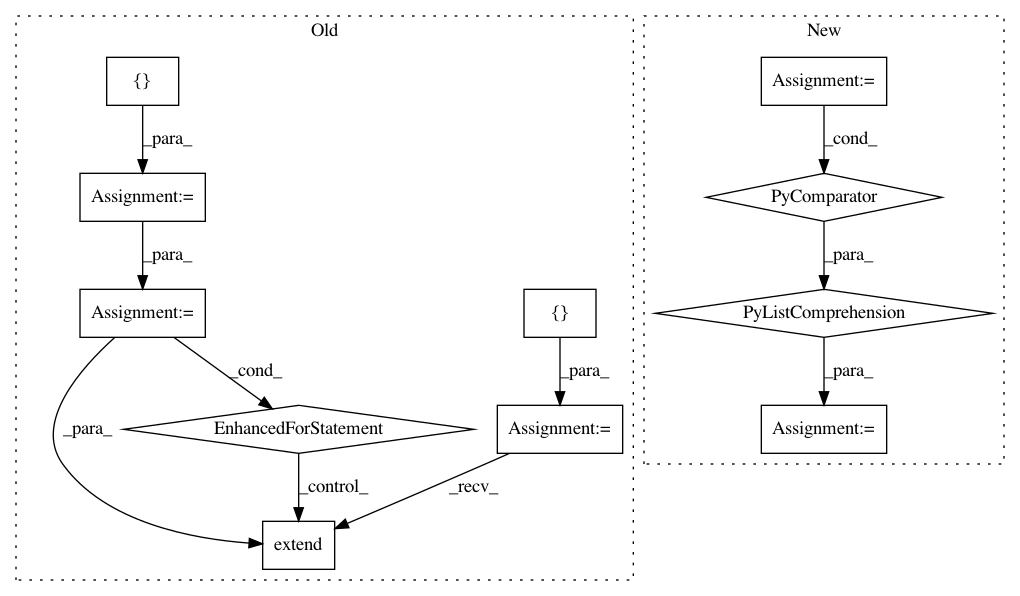 Old
New
{}
Assignment:=
_para_
_cond_
Assignment:=
PyComparator
_para_
_para_
Assignment:=
{}
PyListComprehension
_cond_
_para_
_para_
_para_
EnhancedForStatement
Assignment:=
Assignment:=
_control_
_recv_
extend